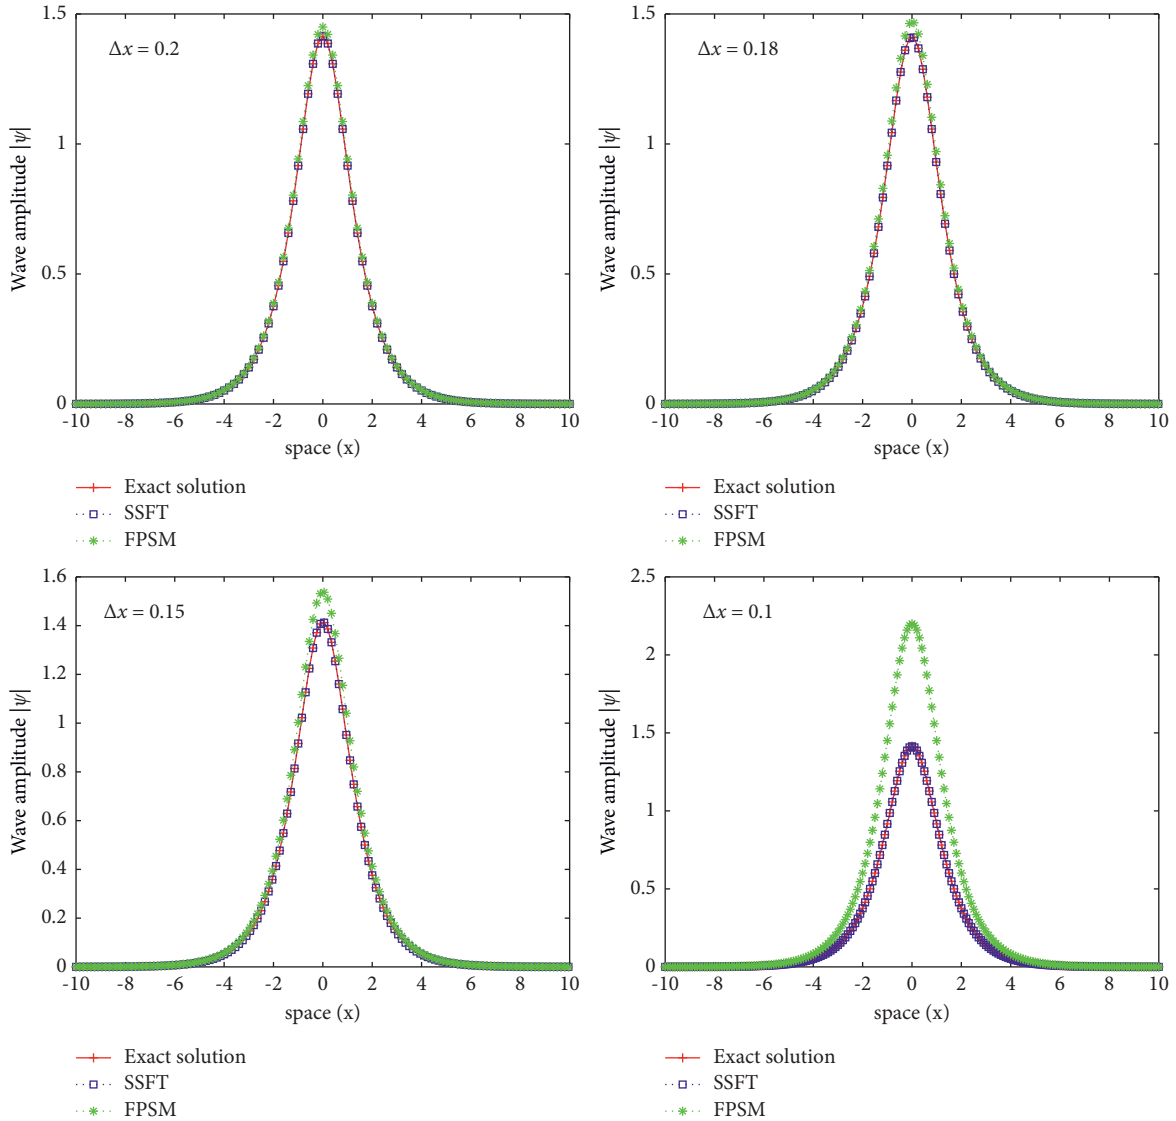 1.5
1
0.5
0
Wave amplitude |ψ|
Δx = 0.2
-10 -8 -6 -4 -2 0 2 4 6 8 10
space (x)
Exact solution
SSFT
FPSM
1.5
1
0.5
0
Wave amplitude |ψ|
Δx = 0.18
-10 -8 -6 -4 -2 0 2 4 6 8 10
space (x)
Exact solution
SSFT
FPSM
1.6
1.4
1.2
1
0.8
0.6
0.4
0.2
0
Wave amplitude |ψ|
Δx = 0.15
-10 -8 -6 -4 -2 0 2 4 6 8 10
space (x)
Exact solution
SSFT
FPSM
2.5
2
1.5
1
0.5
0
Wave amplitude |ψ|
Δx = 0.1
-10 -8 -6 -4 -2 0 2 4 6 8 10
space (x)
Exact solution
SSFT
FPSM